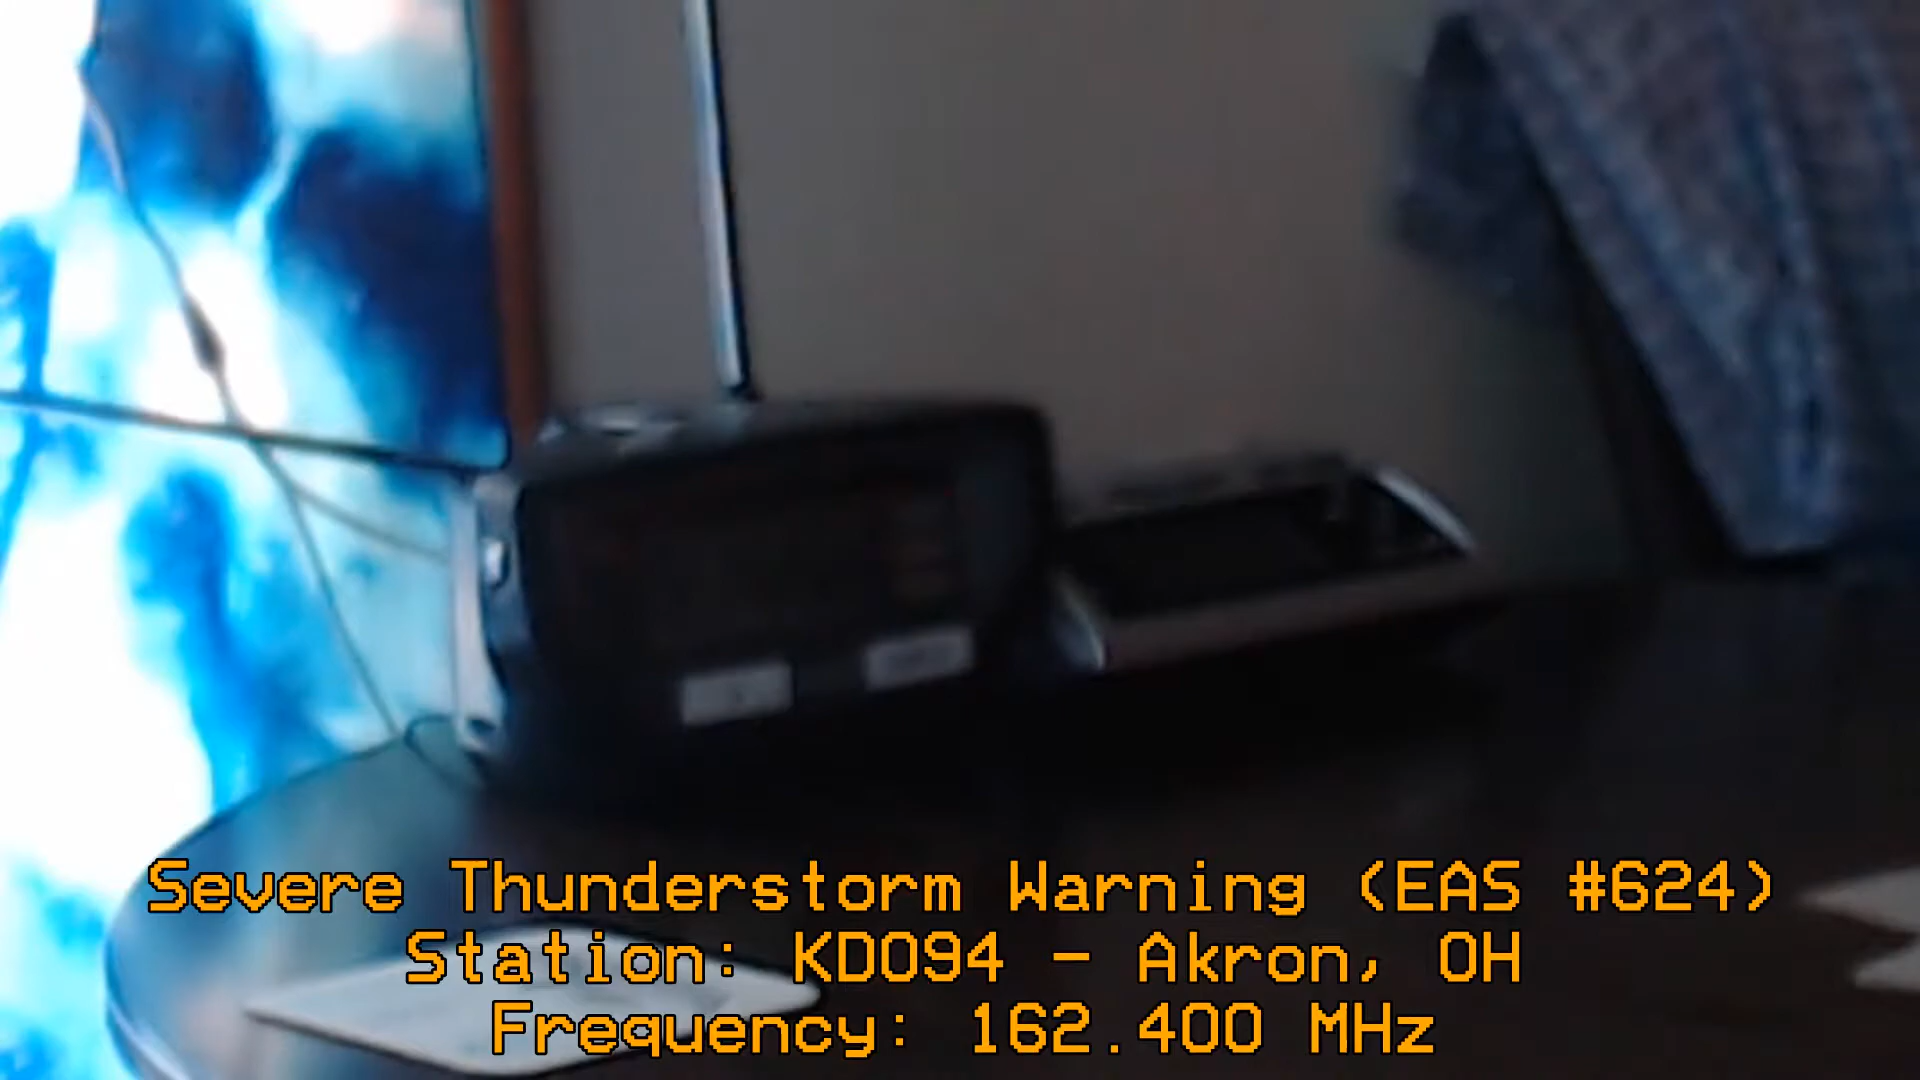 Severe Thunderstorm Warning (EAS #624)
Station: KDO94 - Akron, OH
Frequency: 162.400 MHz